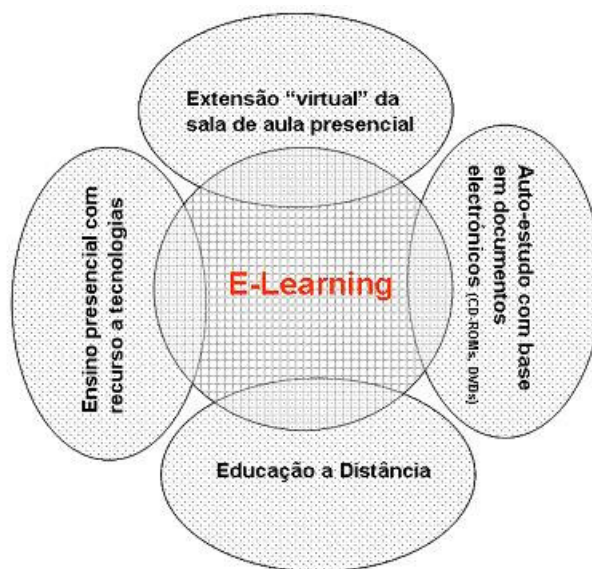 Extensão “virtual” da
sala de aula presencial
Ensino presencial com
recurso a tecnologias
E-Learning
Auto-estudo com base
em documentos
electrónicos (CD-ROMs, DVDs)
Educação a Distância